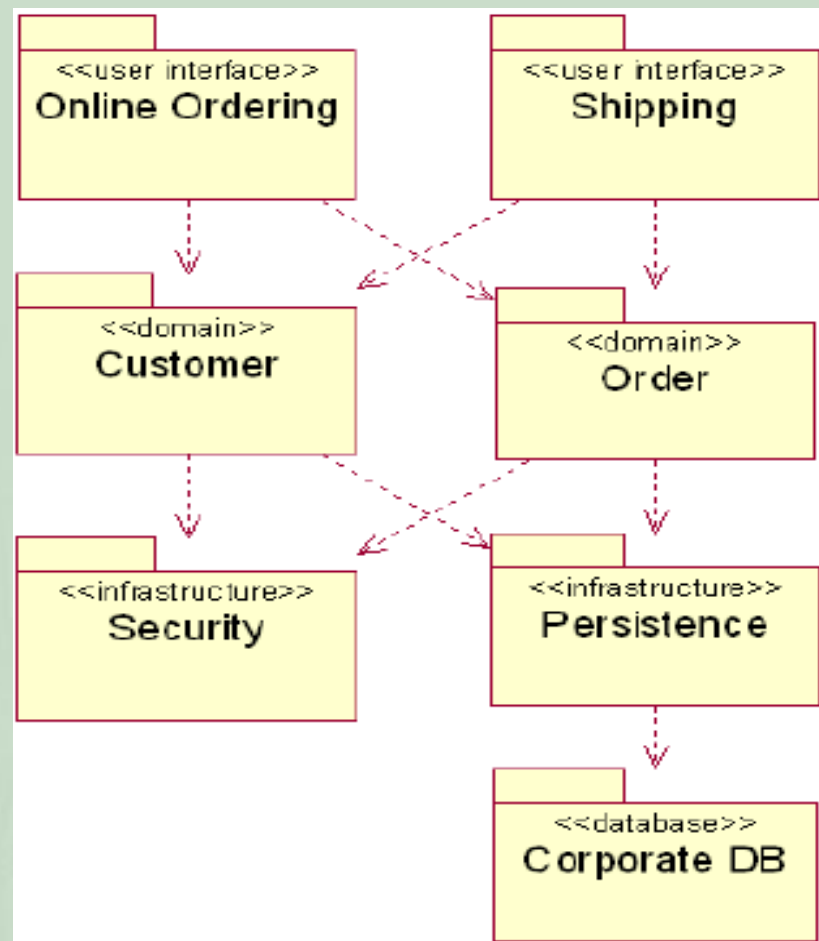 <<user interface>>
Online Ordering
<<user interface>>
Shipping
<<domain>>
Customer
<<domain>>
Order
<<infrastructure>>
Security
<<infrastructure>>
Persistence
<<database>>
Corporate DB